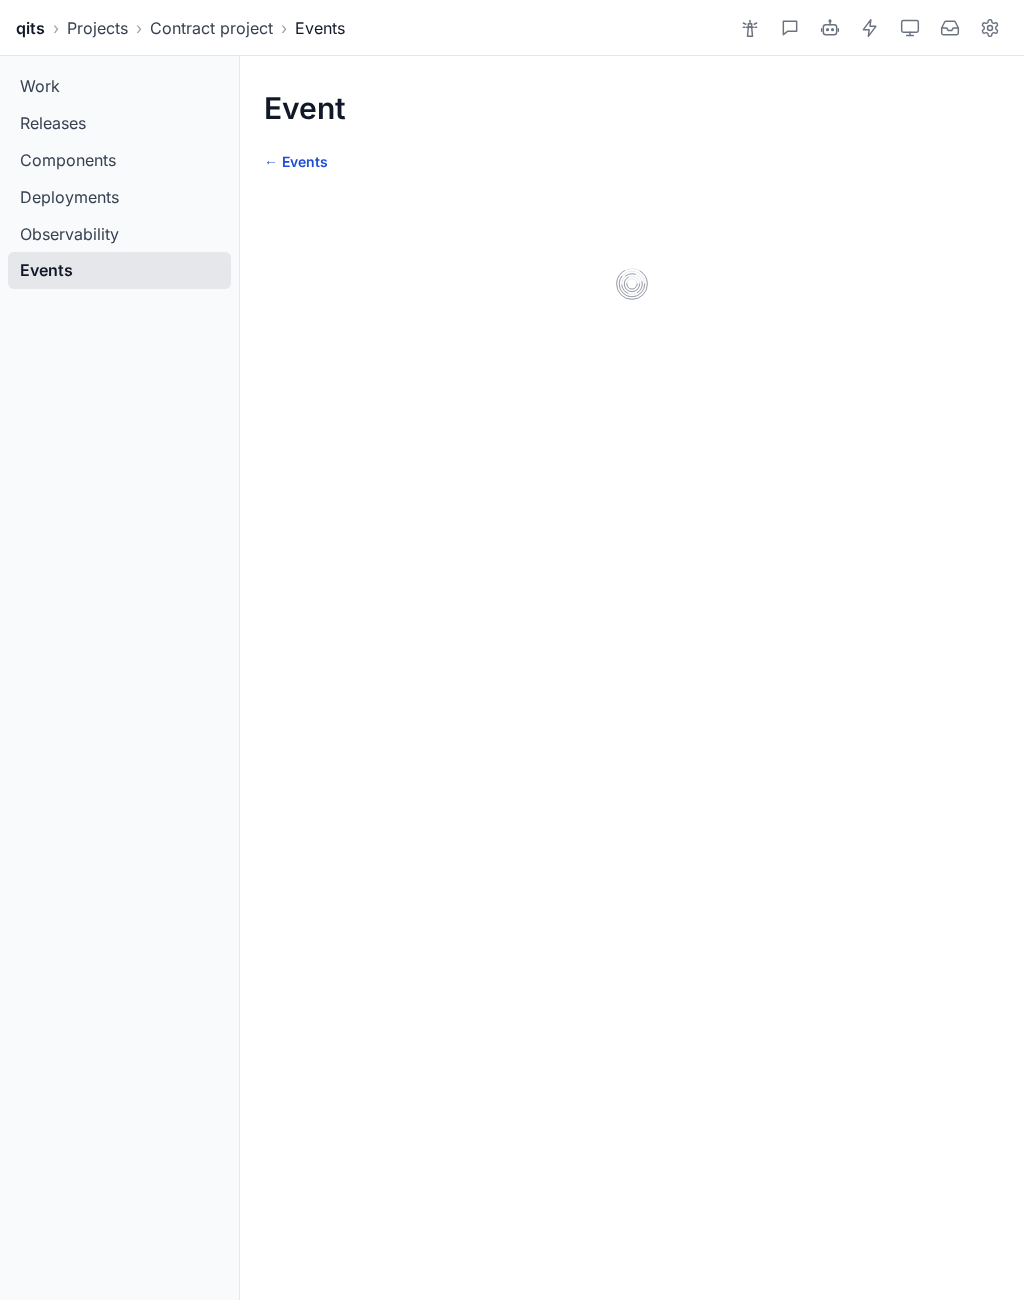 qits › Projects › Contract project › Events
Work
Releases
Components
Deployments
Observability
Events
Event
← Events